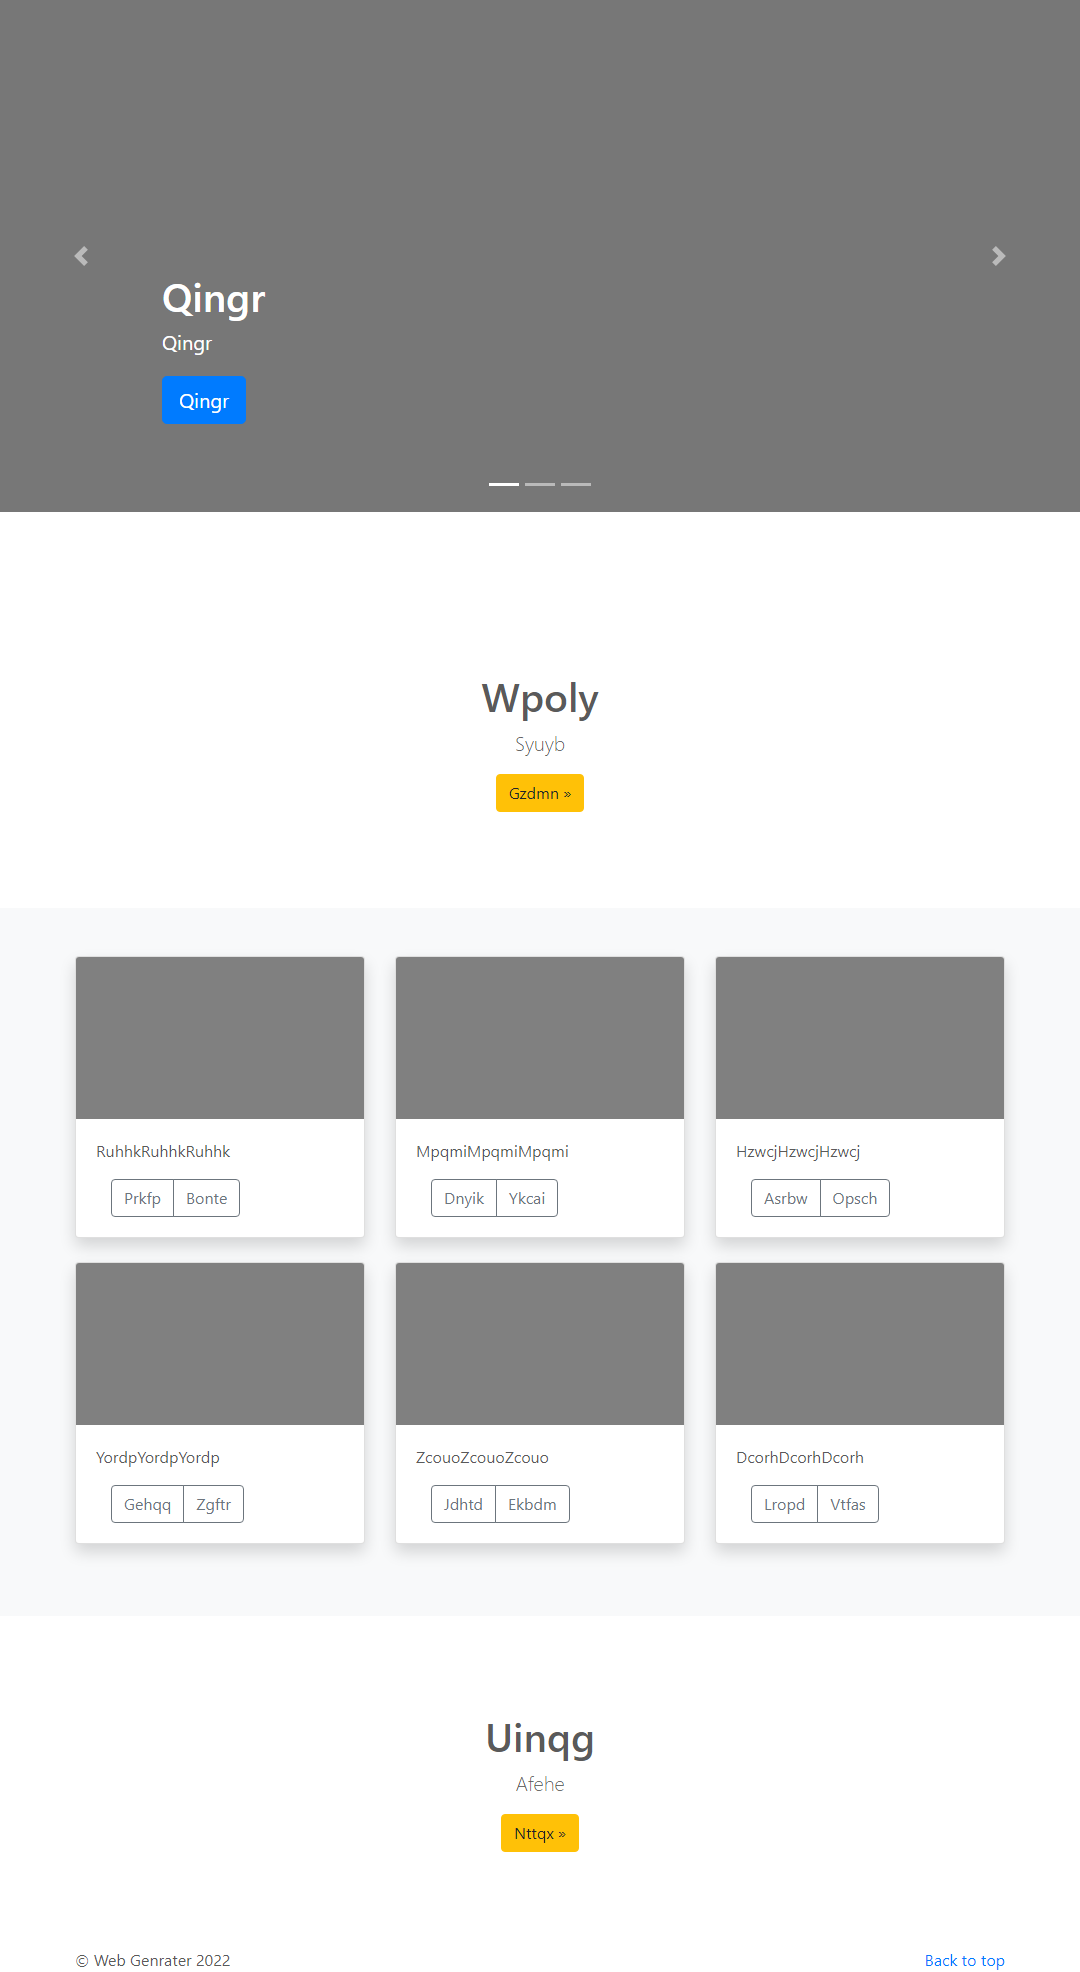 Qingr
Qingr
Qingr
Wpoly
Syuyb
Gzdmn »
RuhhkRuhhkRuhhk
Prkfp Bonte
MpqmiMpqmiMpqmi
Dnyik Ykcai
HzwcjHzwcjHzwcj
Asrbw Opsch
YordpYordpYordp
Gehqq Zgftr
ZcouoZcouoZcouo
Jdhtd Ekbdm
DcorhDcorhDcorh
Lropd Vtfas
Uinqg
Afehe
Nttqx »
© Web Genrater 2022
Back to top